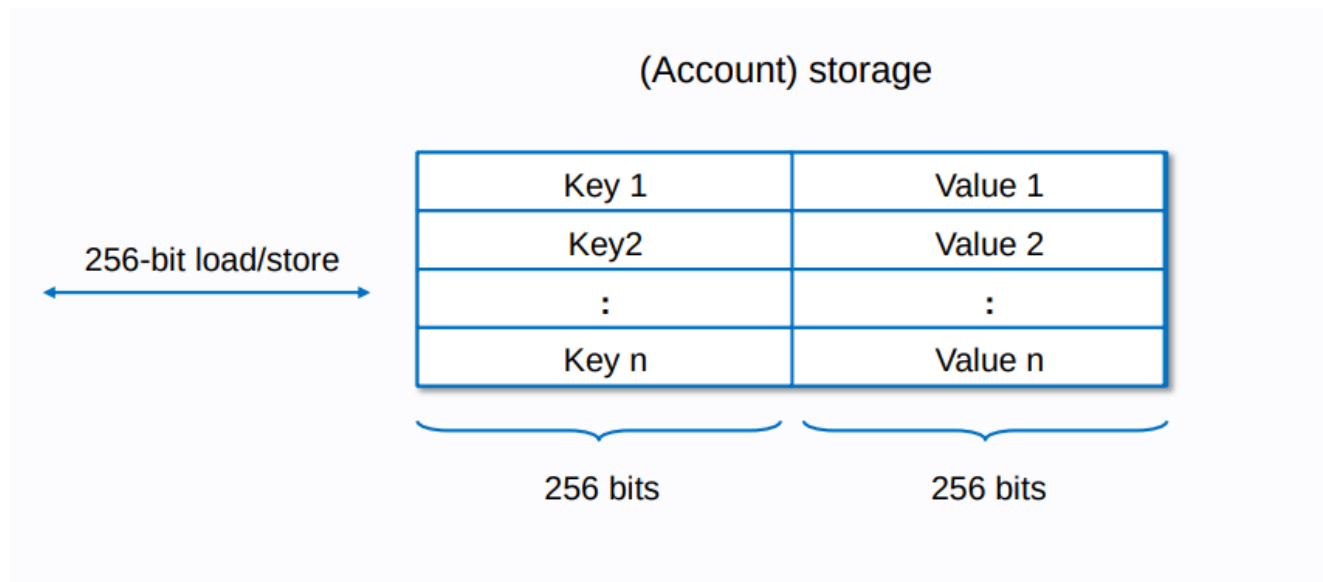 (Account) storage
Key 1 Value 1
256-bit load/store
Key2 Value 2
: :
Key n Value n
256 bits 256 bits